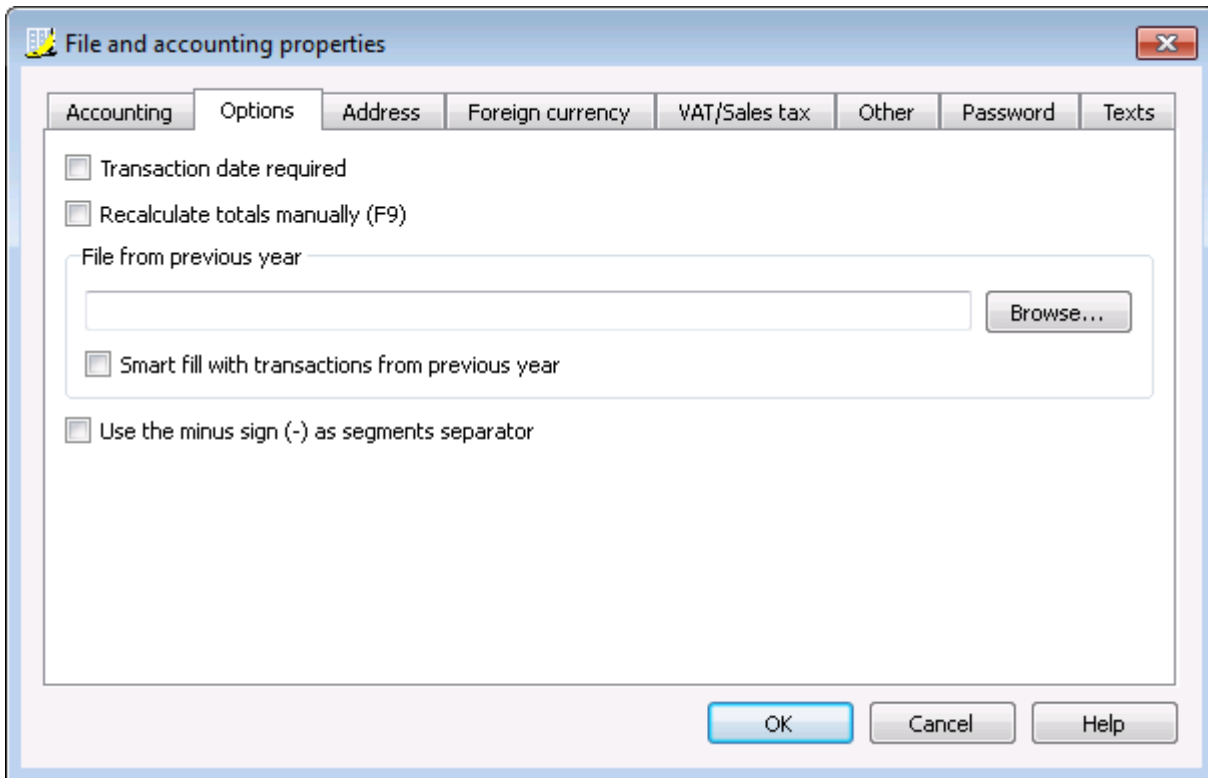 File and accounting properties
Accounting Options Address Foreign currency VAT/Sales tax Other Password Texts
Transaction date required
Recalculate totals manually (F9)
File from previous year
Browse...
Smart fill with transactions from previous year
Use the minus sign (-) as segments separator
OK Cancel Help